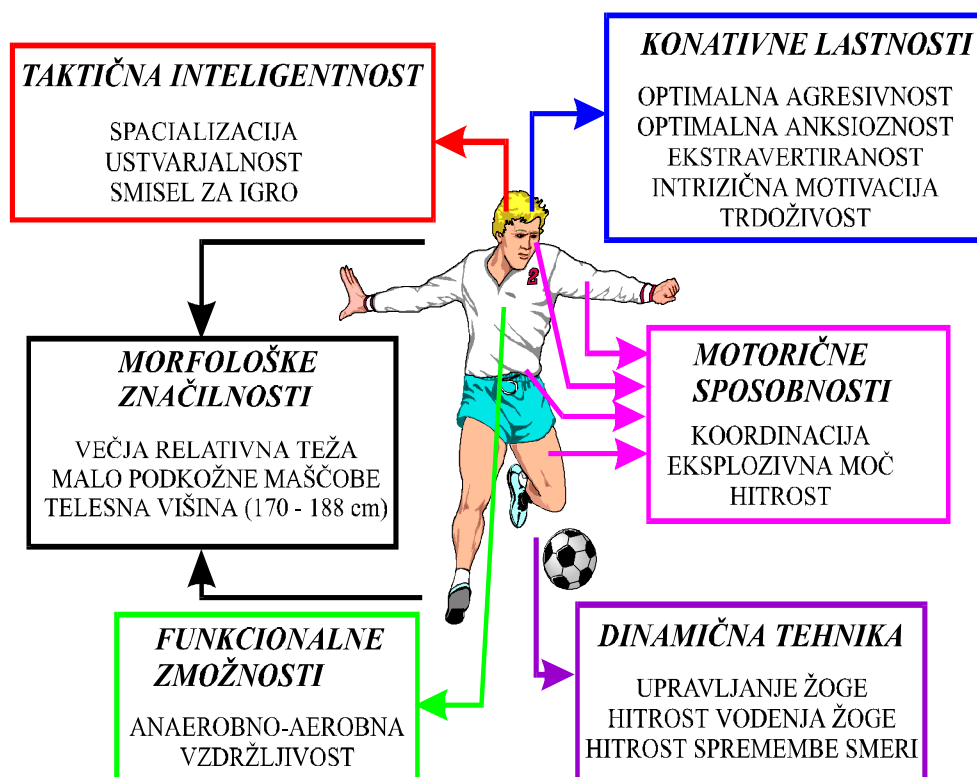 TAKTIČNA INTELIGENTNOST
SPACIALIZACIJA
USTVARJALNOST
SMISEL ZA IGRO
KONATIVNE LASTNOSTI
OPTIMALNA AGRESIVNOST
OPTIMALNA ANKSIOZNOST
EKSTRAVERTIRANOST
INTRIZIČNA MOTIVACIJA
TRDOŽIVOST
2
MORFOLOŠKE
ZNAČILNOSTI
VEČJA RELATIVNA TEŽA
MALO PODKOŽNE MAŠČOBE
TELESNA VIŠINA (170 - 188 cm)
MOTORIČNE
SPOSOBNOSTI
KOORDINACIJA
EKSPLOZIVNA MOČ
HITROST
FUNKCIONALNE
ZMOŽNOSTI
ANAEROBNO-AEROBNA
VZDRŽLJIVOST
DINAMIČNA TEHNIKA
UPRAVLJANJE ŽOGE
HITROST VODENJA ŽOGE
HITROST SPREMEMBE SMERI